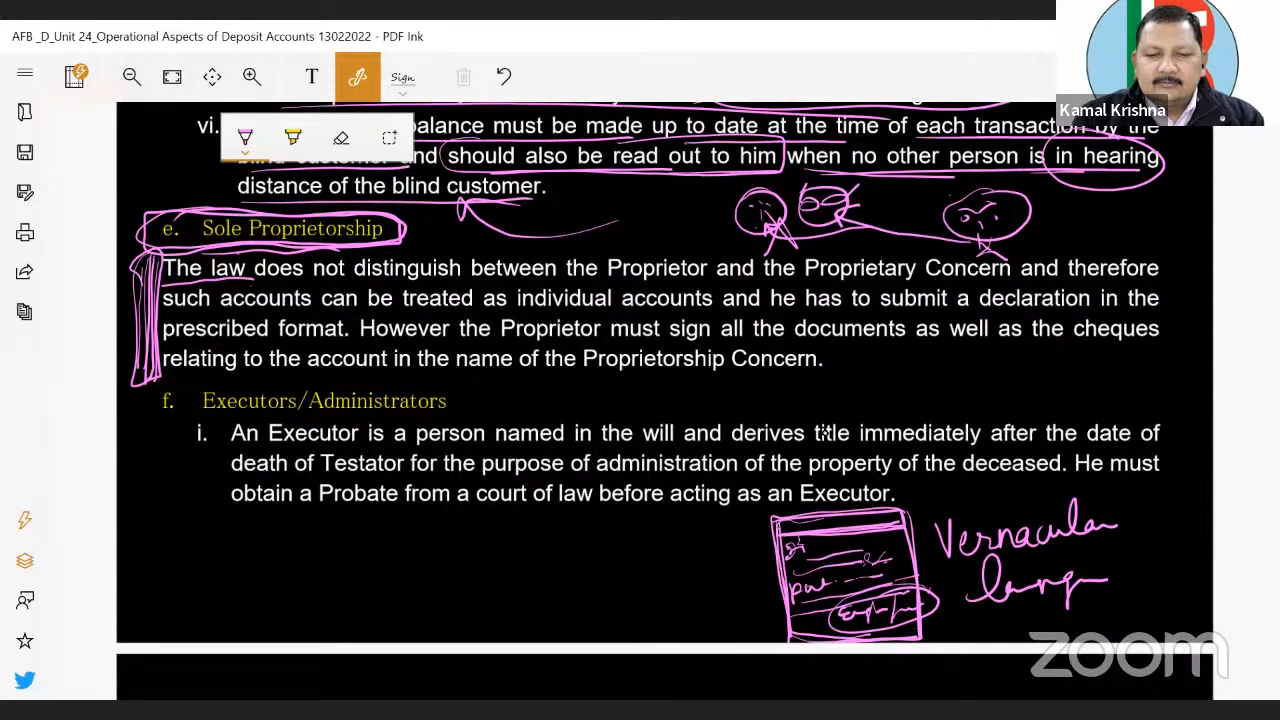 AFB _D_Unit 24_Operational Aspects of Deposit Accounts 13022022 - PDF Ink
T
Sign
Kamal Krishna
vi. balance must be made up to date at the time of each transaction by the
blind customer and should also be read out to him when no other person is in hearing
distance of the blind customer.
e. Sole Proprietorship
The law does not distinguish between the Proprietor and the Proprietary Concern and therefore
such accounts can be treated as individual accounts and he has to submit a declaration in the
prescribed format. However the Proprietor must sign all the documents as well as the cheques
relating to the account in the name of the Proprietorship Concern.
f. Executors/Administrators
i. An Executor is a person named in the will and derives title immediately after the date of
death of Testator for the purpose of administration of the property of the deceased. He must
obtain a Probate from a court of law before acting as an Executor.
Vernacular
lang
zoom